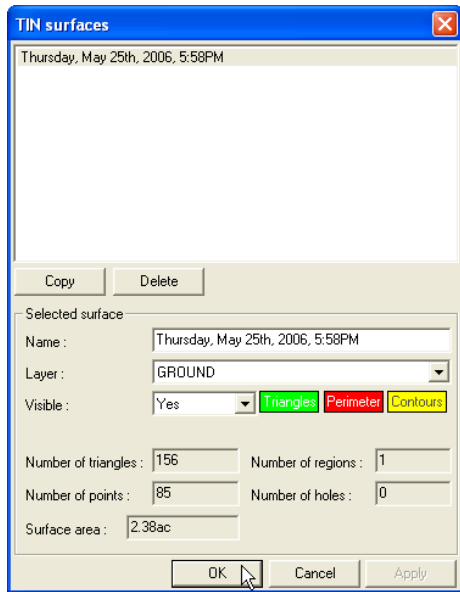 TIN surfaces
Thursday, May 25th, 2006, 5:58PM
Copy Delete
Selected surface
Name : Thursday, May 25th, 2006, 5:58PM
Layer : GROUND
Visible : Yes Triangles Perimeter Contours
Number of triangles : 156 Number of regions : 1
Number of points : 85 Number of holes : 0
Surface area : 2.38ac
OK Cancel Apply